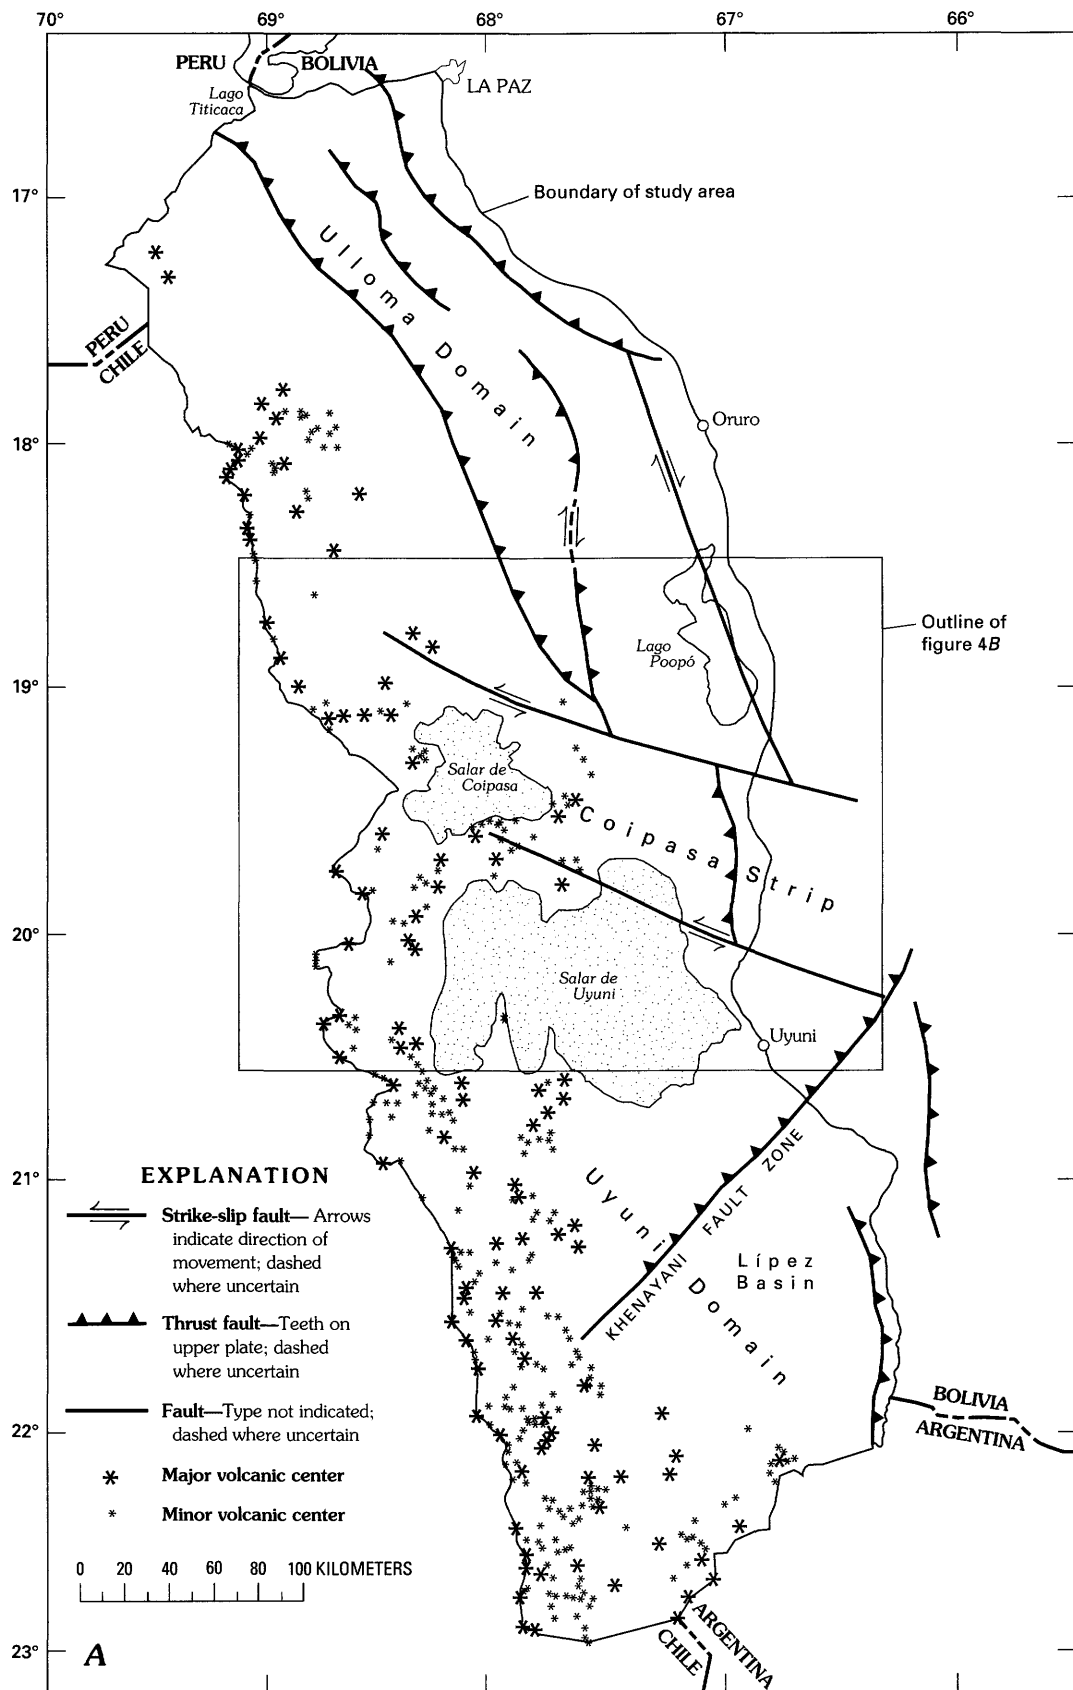 70°
69°
68°
67°
66°
PERU
BOLIVIA
LA PAZ
Lago
Titicaca
17°
Boundary of study area
Ulloma Domain
PERU
CHILE
Oruro
18°
Outline of
figure 4B
Lago
Poopó
19°
Salar de
Coipasa
Coipasa Strip
20°
Salar de
Uyuni
Uyuni
KHENAYANI FAULT ZONE
21°
Uyuni Domain
Lípez
Basin
EXPLANATION
Strike-slip fault— Arrows
indicate direction of
movement; dashed
where uncertain
Thrust fault—Teeth on
upper plate; dashed
where uncertain
Fault—Type not indicated;
dashed where uncertain
Major volcanic center
Minor volcanic center
BOLIVIA
ARGENTINA
22°
0 20 40 60 80 100 KILOMETERS
23°
A
ARGENTINA
CHILE